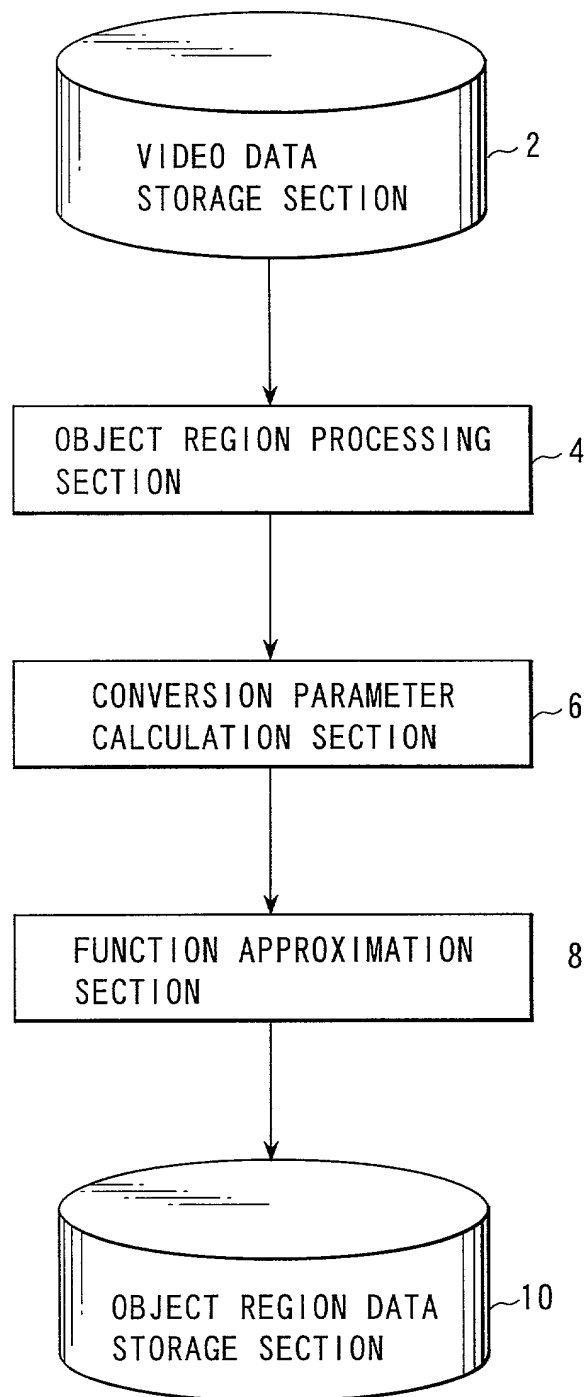 VIDEO DATA
STORAGE SECTION
2
OBJECT REGION PROCESSING
SECTION
4
CONVERSION PARAMETER
CALCULATION SECTION
6
FUNCTION APPROXIMATION
SECTION
8
OBJECT REGION DATA
STORAGE SECTION
10